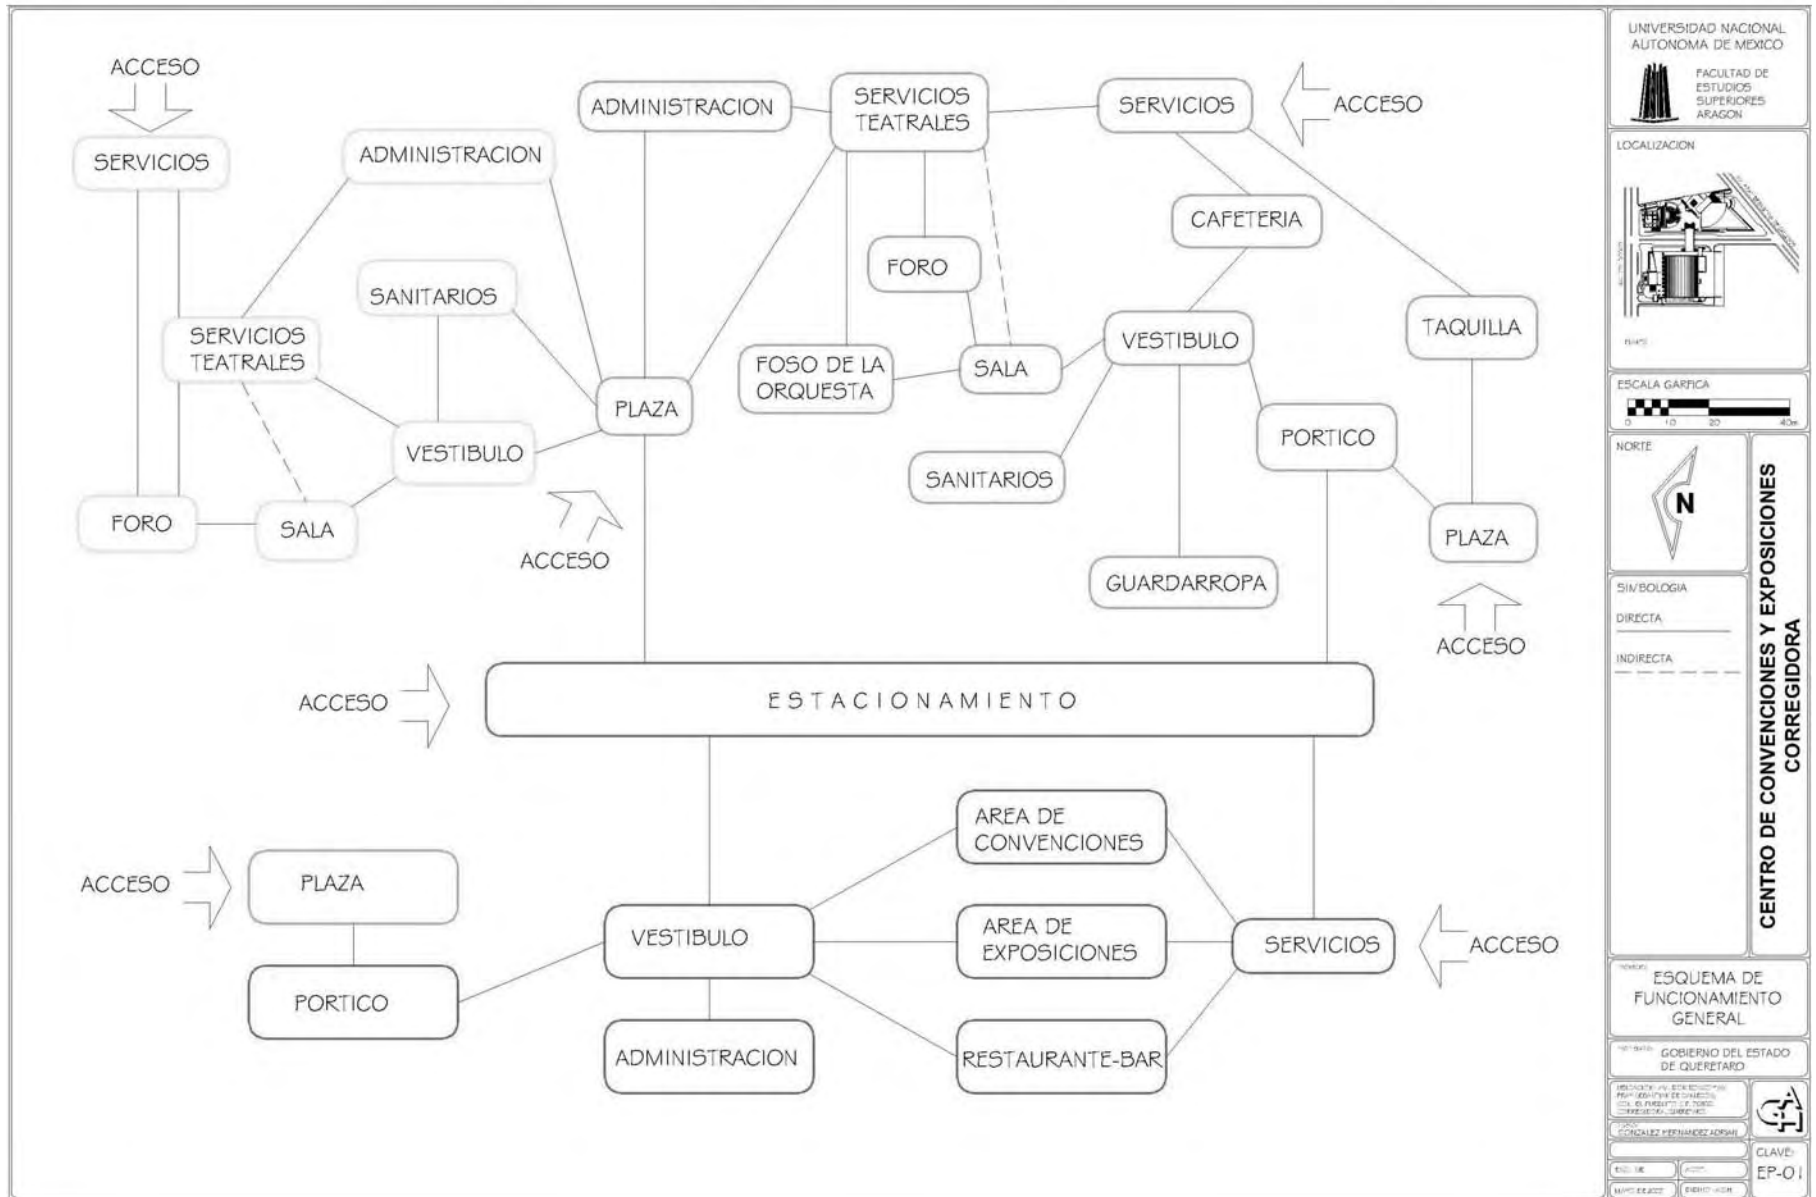 ACCESO
SERVICIOS
ADMINISTRACION
SANITARIOS
SERVICIOS
TEATRALES
VESTIBULO
FORO
SALA
ACCESO
PLAZA
ADMINISTRACION
SERVICIOS
TEATRALES
SERVICIOS
ACCESO
CAFETERIA
FORO
FOSO DE LA
ORQUESTA
SALA
VESTIBULO
TAQUILLA
PORTICO
SANITARIOS
GUARDARROPA
PLAZA
ACCESO
ACCESO
ESTACIONAMIENTO
ACCESO
PLAZA
PORTICO
VESTIBULO
ADMINISTRACION
AREA DE
CONVENCIONES
AREA DE
EXPOSICIONES
RESTAURANTE-BAR
SERVICIOS
ACCESO
UNIVERSIDAD NACIONAL
AUTONOMA DE MEXICO
FACULTAD DE
ESTUDIOS
SUPERIORES
ARAGON
LOCALIZACION
ESCALA GARFICA
0 10 20 40m
NORTE
N
SIMBOLOGIA
DIRECTA
INDIRECTA
CENTRO DE CONVENCIONES Y EXPOSICIONES
CORREGIDORA
ESQUEMA DE
FUNCIONAMIENTO
GENERAL
GOBIERNO DEL ESTADO
DE QUERETARO
GONZALEZ HERNANDEZ ADRIAN
CLAVE:
EP-01